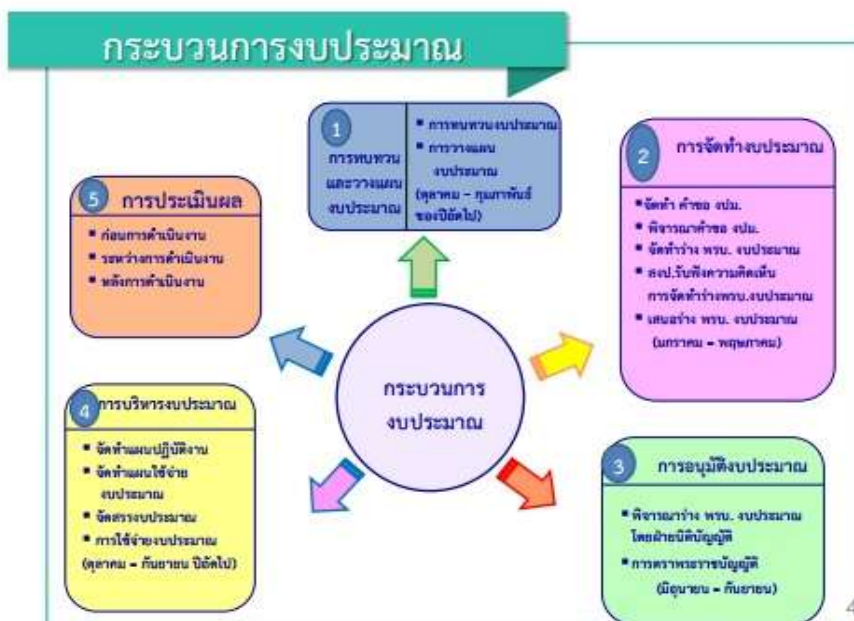 กระบวนการงบประมาณ
1
การทบทวน
และวางแผน
งบประมาณ
▪ การทบทวนงบประมาณ
▪ การวางแผน
งบประมาณ
(ตุลาคม – กุมภาพันธ์
ของปีถัดไป)
2
การจัดทำงบประมาณ
▪จัดทำ คำขอ งปม.
▪ พิจารณาคำขอ งปม.
▪ จัดทำร่าง พรบ. งบประมาณ
▪ สงป.รับฟังความคิดเห็น
การจัดทำร่างพรบ.งบประมาณ
▪ เสนอร่าง พรบ. งบประมาณ
(มกราคม – พฤษภาคม)
3
การอนุมัติงบประมาณ
▪ พิจารณาร่าง พรบ. งบประมาณ
โดยฝ่ายนิติบัญญัติ
▪ การตราพระราชบัญญัติ
(มิถุนายน – กันยายน)
4
การบริหารงบประมาณ
▪ จัดทำแผนปฏิบัติงาน
▪ จัดทำแผนใช้จ่าย
งบประมาณ
▪ จัดสรรงบประมาณ
▪ การใช้จ่ายงบประมาณ
(ตุลาคม – กันยายน ปีถัดไป)
5
การประเมินผล
▪ ก่อนการดำเนินงาน
▪ ระหว่างการดำเนินงาน
▪ หลังการดำเนินงาน
กระบวนการ
งบประมาณ
4